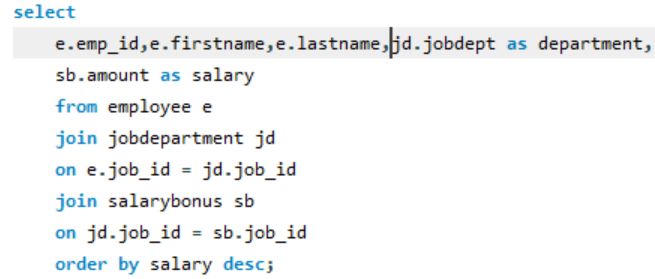 select
e.emp_id,e.firstname,e.lastname,jd.jobdept as department,
sb.amount as salary
from employee e
join jobdepartment jd
on e.job_id = jd.job_id
join salarybonus sb
on jd.job_id = sb.job_id
order by salary desc;